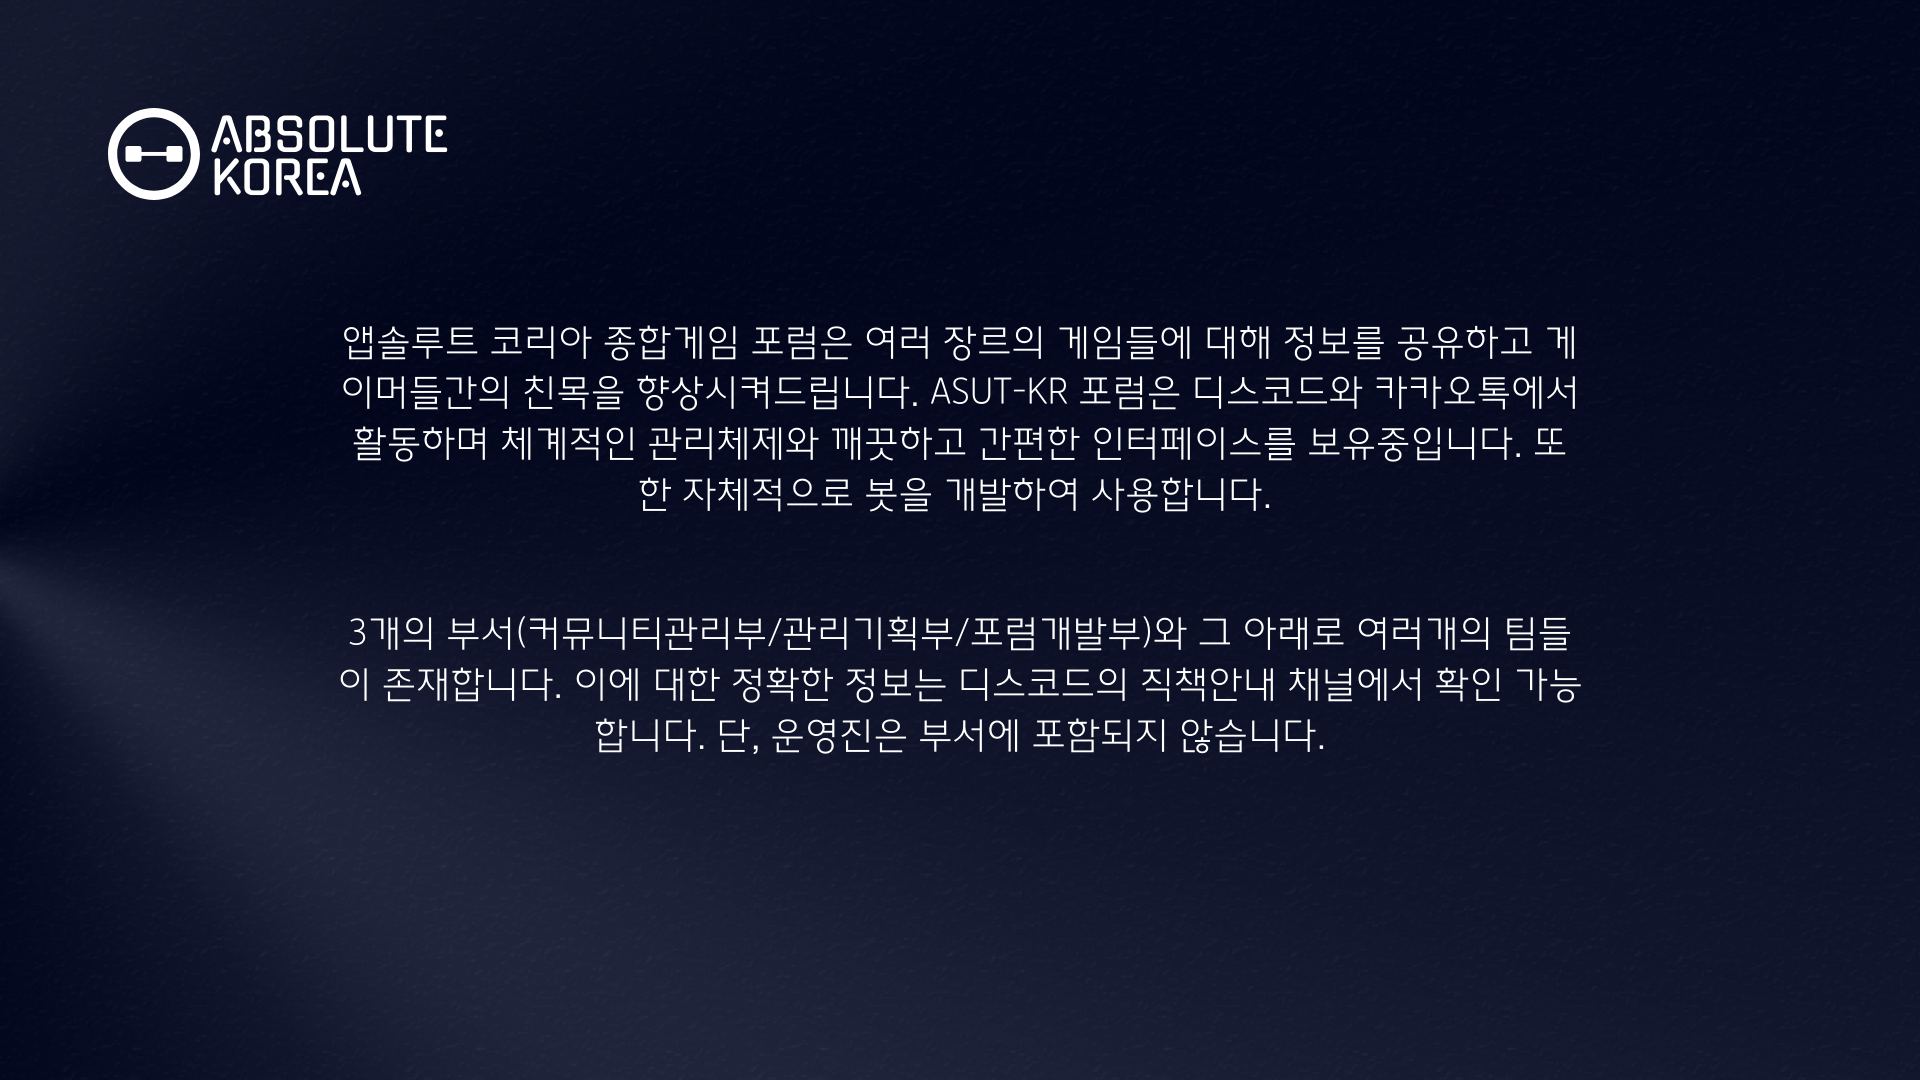 ABSOLUTE
KOREA
앱솔루트 코리아 종합게임 포럼은 여러 장르의 게임들에 대해 정보를 공유하고 게
이머들간의 친목을 향상시켜드립니다. ASUT-KR 포럼은 디스코드와 카카오톡에서
활동하며 체계적인 관리체제와 깨끗하고 간편한 인터페이스를 보유중입니다. 또
한 자체적으로 봇을 개발하여 사용합니다.
3개의 부서(커뮤니티관리부/관리기획부/포럼개발부)와 그 아래로 여러개의 팀들
이 존재합니다. 이에 대한 정확한 정보는 디스코드의 직책안내 채널에서 확인 가능
합니다. 단, 운영진은 부서에 포함되지 않습니다.